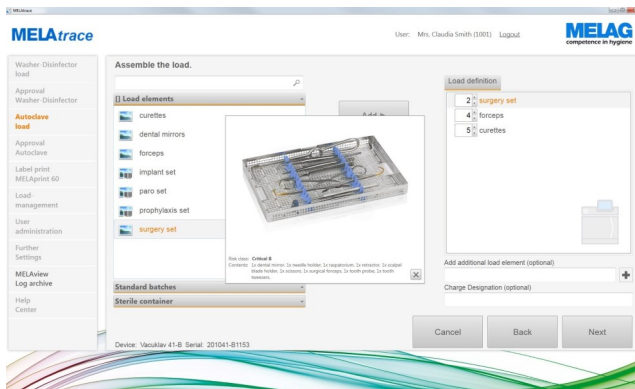 MELAtrace
MELAtrace
User: Mrs. Claudia Smith (1001) Logout
MELAG
competence in hygiene
Washer-Disinfector
load
Approval
Washer-Disinfector
Autoclave
load
Approval
Autoclave
Label print
MELAprint 60
Load-
management
User
administration
Further
Settings
MELAview
Log archive
Help
Center
Assemble the load.
[] Load elements
curettes
dental mirrors
forceps
implant set
paro set
prophylaxis set
surgery set
Standard batches
Sterile container
Device: Vacuklav 41-B Serial: 201041-B1153
Risk class: Critical B
Contents: 1x dental mirror, 1x needle holder, 1x raspatorium, 1x retractor, 1x scalpel
blade holder, 1x scissors, 1x surgical forceps, 1x tooth probe, 1x tooth
tweezers.
Load definition
2 surgery set
4 forceps
5 curettes
Add additional load element (optional)
Charge Designation (optional)
Cancel
Back
Next